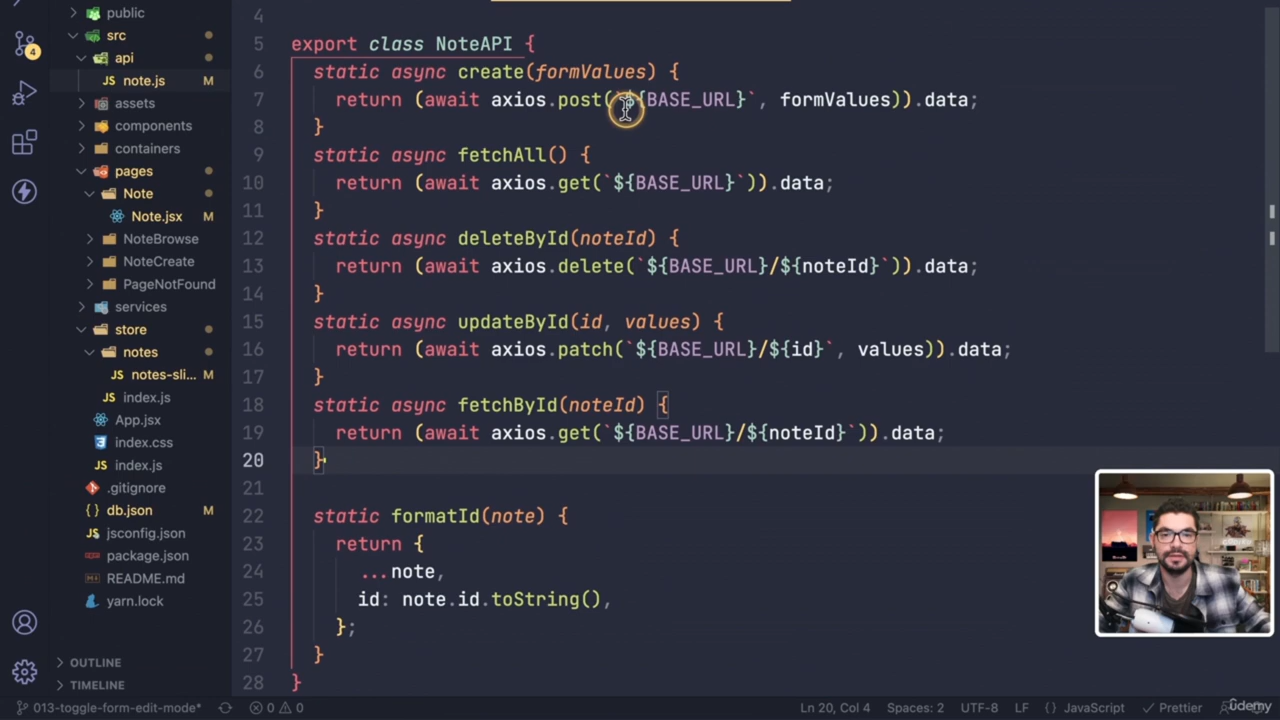 public
src
api
note.js M
assets
components
containers
pages
Note
Note.jsx M
NoteBrowse
NoteCreate
PageNotFound
services
store
notes
notes-sli... M
index.js
App.jsx
index.css
index.js
.gitignore
db.json M
jsconfig.json
package.json
README.md
yarn.lock
OUTLINE
TIMELINE
4
4
5 export class NoteAPI {
6 static async create(formValues) {
7 return (await axios.post(`${BASE_URL}`, formValues)).data;
8 }
9 static async fetchAll() {
10 return (await axios.get(`${BASE_URL}`)).data;
11 }
12 static async deleteById(noteId) {
13 return (await axios.delete(`${BASE_URL}/${noteId}`)).data;
14 }
15 static async updateById(id, values) {
16 return (await axios.patch(`${BASE_URL}/${id}`, values)).data;
17 }
18 static async fetchById(noteId) {
19 return (await axios.get(`${BASE_URL}/${noteId}`)).data;
20 }
21
22 static formatId(note) {
23 return {
24 ...note,
25 id: note.id.toString(),
26 };
27 }
28 }
013-toggle-form-edit-mode* 0 0 Ln 20, Col 4 Spaces: 2 UTF-8 LF {} JavaScript Prettier
udemy